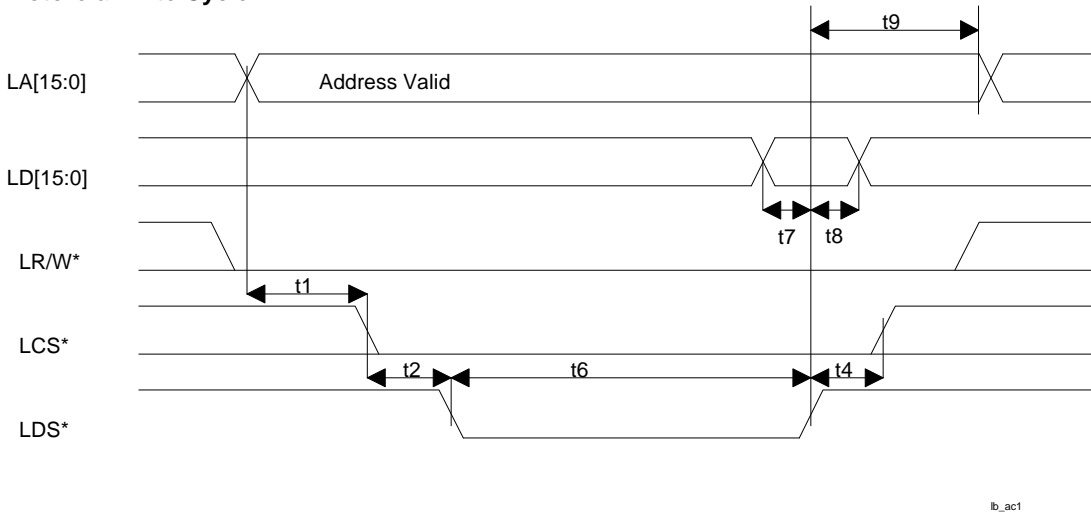 t9
LA[15:0]
Address Valid
LD[15:0]
t7 t8
LR/W*
t1
LCS*
t2 t6 t4
LDS*
lb_ac1